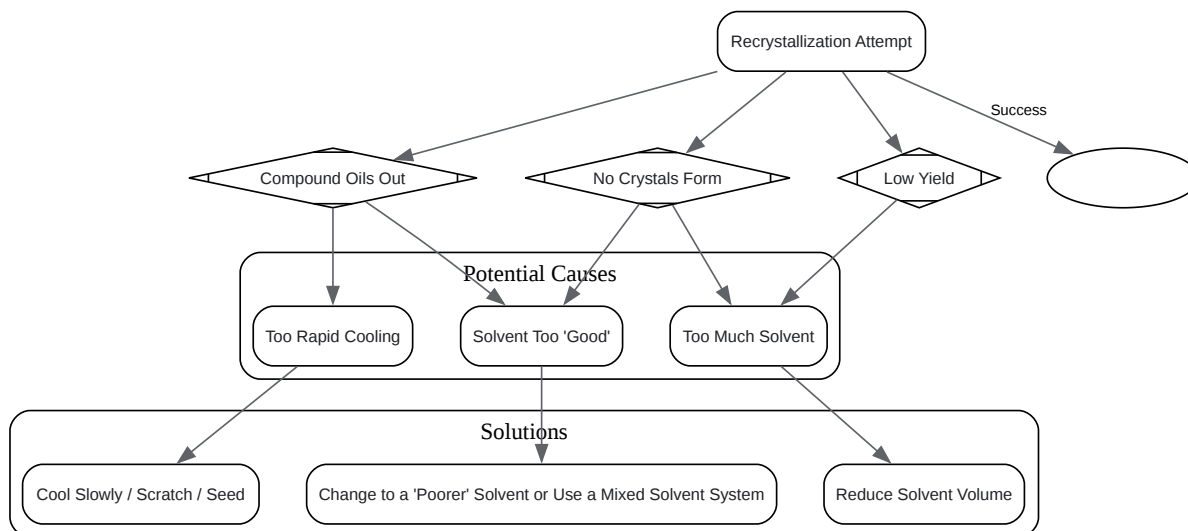 Recrystallization Attempt
Success
Compound Oils Out
No Crystals Form
Low Yield
Potential Causes
Too Rapid Cooling
Solvent Too 'Good'
Too Much Solvent
Solutions
Cool Slowly / Scratch / Seed
Change to a 'Poorer' Solvent or Use a Mixed Solvent System
Reduce Solvent Volume